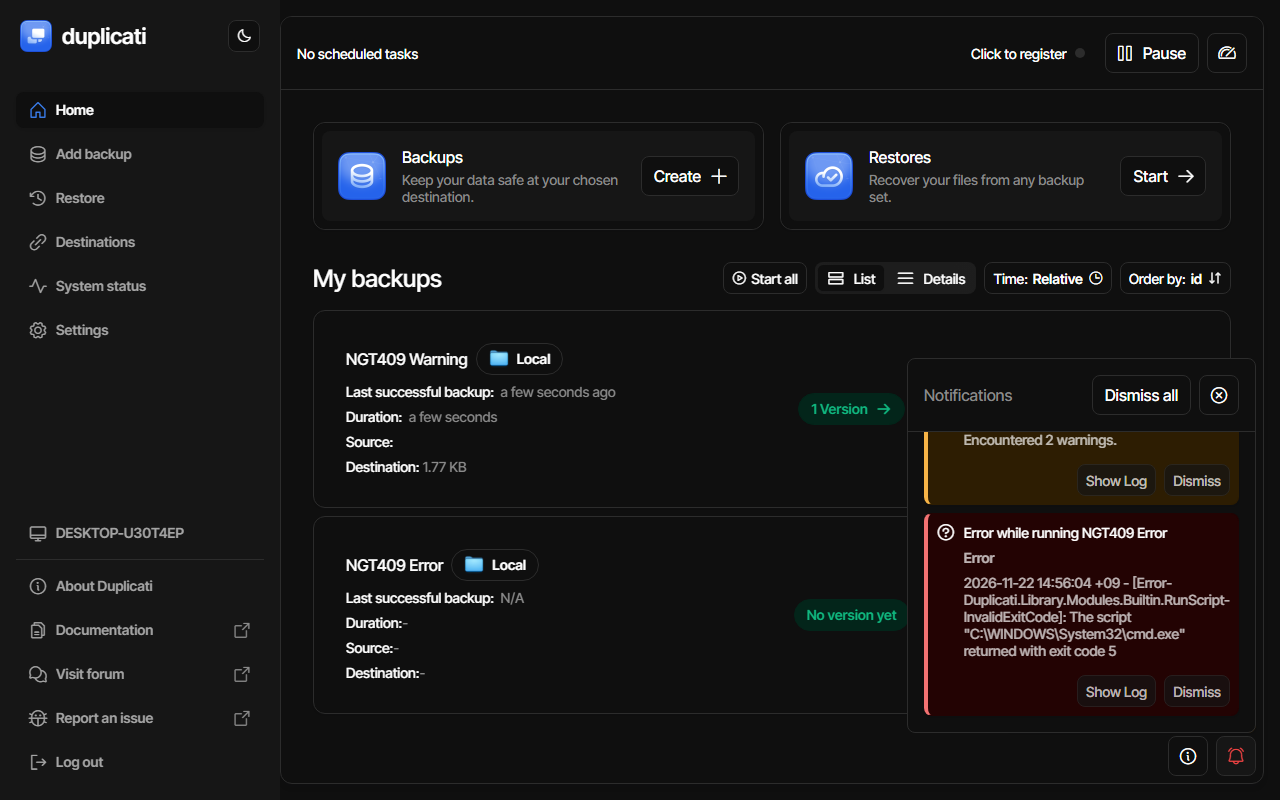 duplicati
Home
Add backup
Restore
Destinations
System status
Settings
DESKTOP-U30T4EP
About Duplicati
Documentation
Visit forum
Report an issue
Log out
No scheduled tasks
Click to register
Pause
Backups
Keep your data safe at your chosen
destination.
Create
Restores
Recover your files from any backup
set.
Start
My backups
Start all
List
Details
Time: Relative
Order by: id
NGT409 Warning
Local
Last successful backup: a few seconds ago
Duration: a few seconds
Source:
Destination: 1.77 KB
1 Version
NGT409 Error
Local
Last successful backup: N/A
Duration:-
Source:-
Destination:-
No version yet
Notifications
Dismiss all
Encountered 2 warnings.
Show Log
Dismiss
Error while running NGT409 Error
Error
2026-11-22 14:56:04 +09 - [Error-
Duplicati.Library.Modules.Builtin.RunScript-
InvalidExitCode]: The script
"C:\WINDOWS\System32\cmd.exe"
returned with exit code 5
Show Log
Dismiss